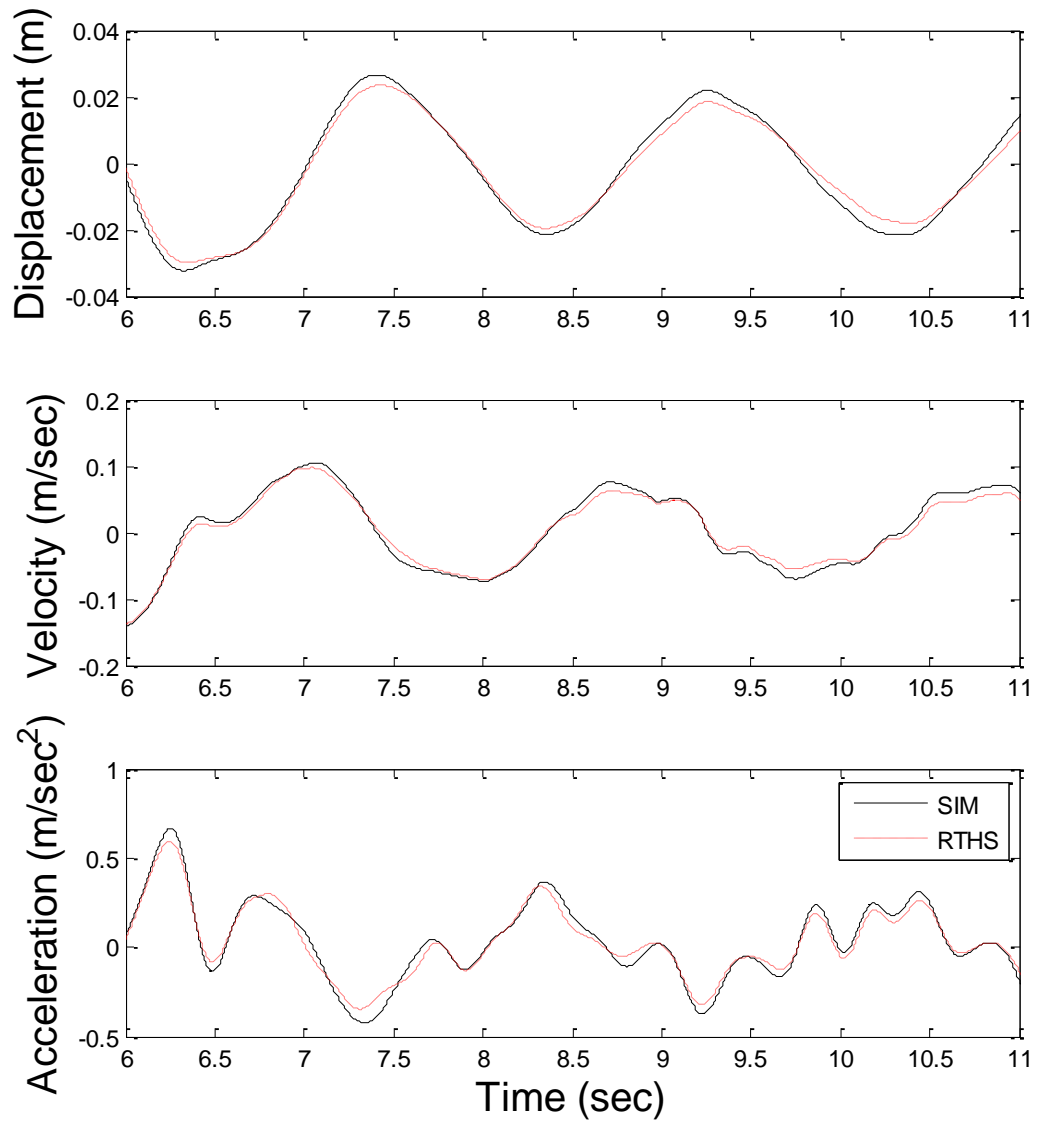 Displacement (m)
0.04
0.02
0
-0.02
-0.04
6 6.5 7 7.5 8 8.5 9 9.5 10 10.5 11
Velocity (m/sec)
0.2
0.1
0
-0.1
-0.2
6 6.5 7 7.5 8 8.5 9 9.5 10 10.5 11
Acceleration (m/sec²)
1
0.5
0
-0.5
SIM
RTHS
6 6.5 7 7.5 8 8.5 9 9.5 10 10.5 11
Time (sec)